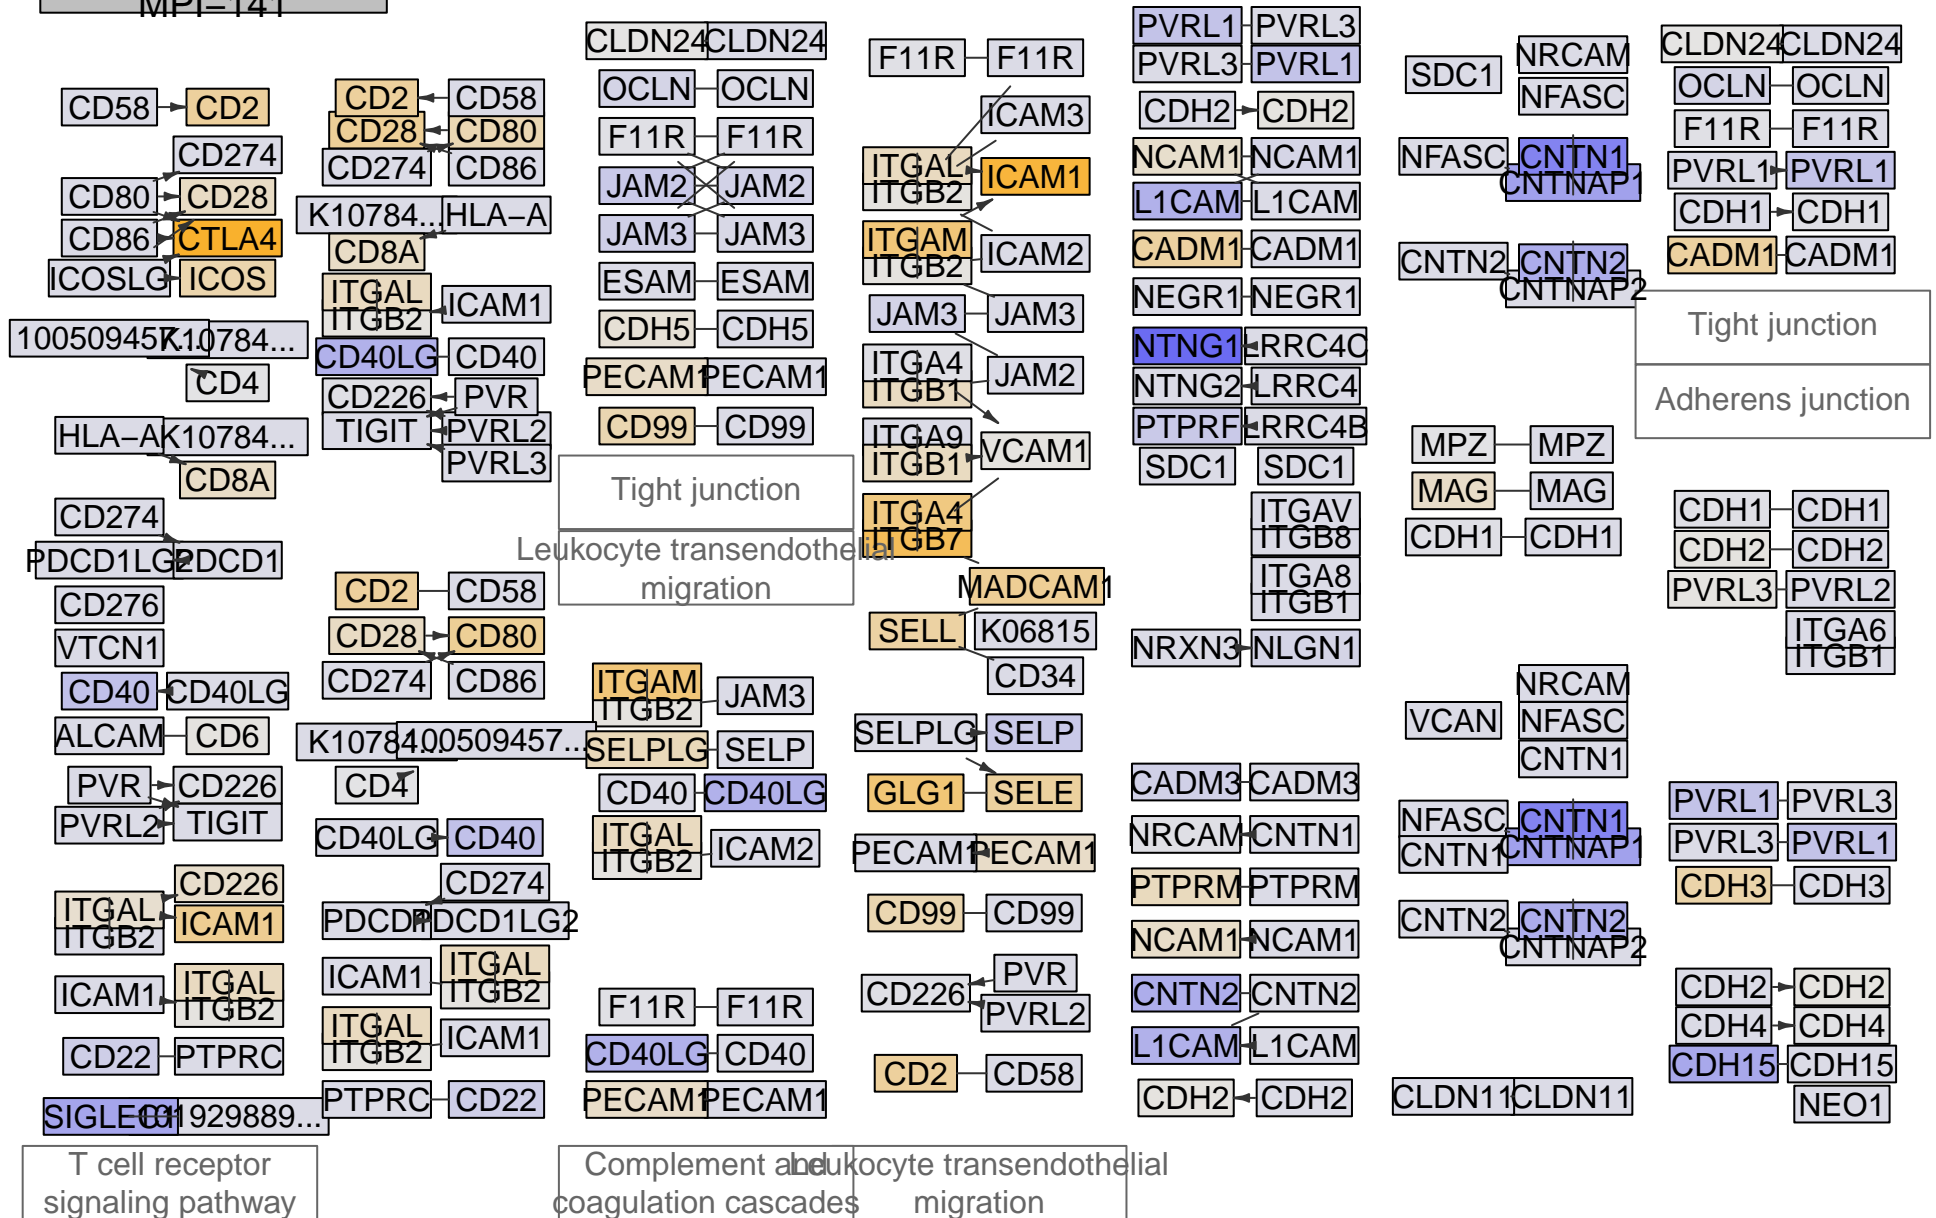 MPI−141
CD58 CD2
CD274
CD80 CD28
CD86 CTLA4
ICOSLG ICOS
100509457... K10784...
CD4
HLA−A K10784...
CD8A
CD274
PDCD1LG2 PDCD1
CD276
VTCN1
CD40 CD40LG
ALCAM CD6
PVR CD226
PVRL2 TIGIT
CD226
ITGAL
ITGB2
ICAM1
ICAM1
ITGAL
ITGB2
CD22 PTPRC
T cell receptor
signaling pathway
CD2 CD58
CD28 CD80
CD274 CD86
K10784... HLA−A
CD8A
ITGAL
ITGB2
ICAM1
CD40LG CD40
CD226 PVR
TIGIT PVRL2
PVRL3
CD2 CD58
CD28 CD80
CD274 CD86
K10784... 100509457...
CD4
CD40LG CD40
CD274
PDCD1 PDCD1LG2
ICAM1
ITGAL
ITGB2
ITGAL
ITGB2
ICAM1
PTPRC CD22
CLDN24 CLDN24
OCLN OCLN
F11R F11R
JAM2 JAM2
JAM3 JAM3
ESAM ESAM
CDH5 CDH5
PECAM1 PECAM1
CD99 CD99
Tight junction
Leukocyte transendothelial
migration
ITGAM
ITGB2
JAM3
SELPLG SELP
CD40 CD40LG
ITGAL
ITGB2
ICAM2
F11R F11R
CD40LG CD40
PECAM1 PECAM1
Complement and
coagulation cascades
F11R F11R
ICAM3
ITGAL
ITGB2
ICAM1
ITGAM
ITGB2
ICAM2
JAM3 JAM3
ITGA4
ITGB1
JAM2
ITGA9
ITGB1
VCAM1
ITGA4
ITGB7
MADCAM1
SELL K06815
CD34
SELPLG SELP
GLG1 SELE
PECAM1 PECAM1
CD99 CD99
CD226 PVR
PVRL2
CD2 CD58
Leukocyte transendothelial
migration
PVRL1 PVRL3
PVRL3 PVRL1
CDH2 CDH2
NCAM1 NCAM1
L1CAM L1CAM
CADM1 CADM1
NEGR1 NEGR1
NTNG1 LRRC4C
NTNG2 LRRC4
PTPRF LRRC4B
SDC1 SDC1
ITGAV
ITGB8
ITGA8
ITGB1
NRXN3 NLGN1
CADM3 CADM3
NRCAM CNTN1
PTPRM PTPRM
NCAM1 NCAM1
CNTN2 CNTN2
L1CAM L1CAM
CDH2 CDH2
SDC1 NRCAM
NFASC
NFASC CNTN1
CNTNAP1
CNTN2 CNTN2
CNTNAP2
MPZ MPZ
MAG MAG
CDH1 CDH1
NRCAM
VCAN NFASC
CNTN1
NFASC CNTN1
CNTN1 CNTNAP1
CNTN2 CNTN2
CNTNAP2
CLDN11 CLDN11
CLDN24 CLDN24
OCLN OCLN
F11R F11R
PVRL1 PVRL1
CDH1 CDH1
CADM1 CADM1
Tight junction
Adherens junction
CDH1 CDH1
CDH2 CDH2
PVRL3 PVRL2
ITGA6
ITGB1
PVRL1 PVRL3
PVRL3 PVRL1
CDH3 CDH3
CDH2 CDH2
CDH4 CDH4
CDH15 CDH15
NEO1